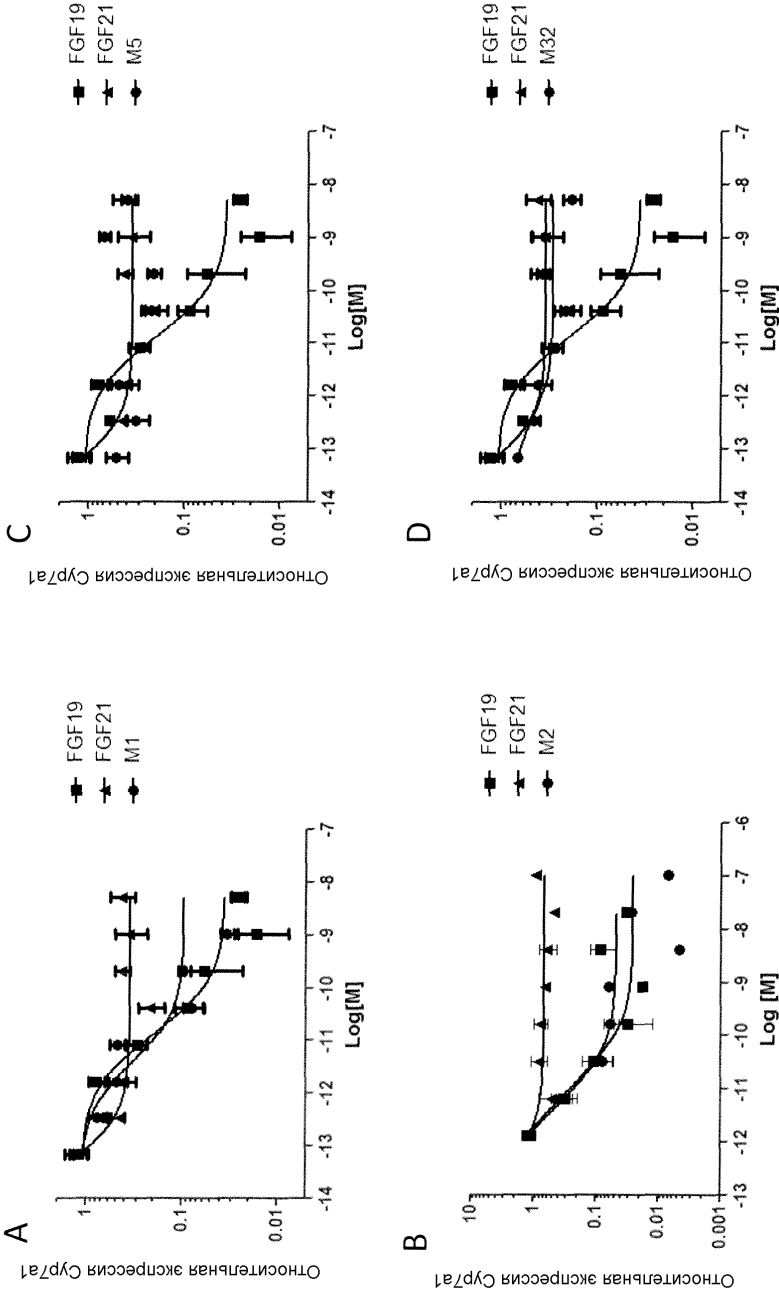 A
Относительная экспрессия Cyp7a1
1
0.1
0.01
-14 -13 -12 -11 -10 -9 -8 -7
Log[M]
FGF19
FGF21
M1
B
Относительная экспрессия Cyp7a1
10
1
0.1
0.01
0.001
-13 -12 -11 -10 -9 -8 -7 -6
Log [M]
FGF19
FGF21
M2
C
Относительная экспрессия Cyp7a1
1
0.1
0.01
-14 -13 -12 -11 -10 -9 -8 -7
Log[M]
FGF19
FGF21
M5
D
Относительная экспрессия Cyp7a1
1
0.1
0.01
-14 -13 -12 -11 -10 -9 -8 -7
Log[M]
FGF19
FGF21
M32